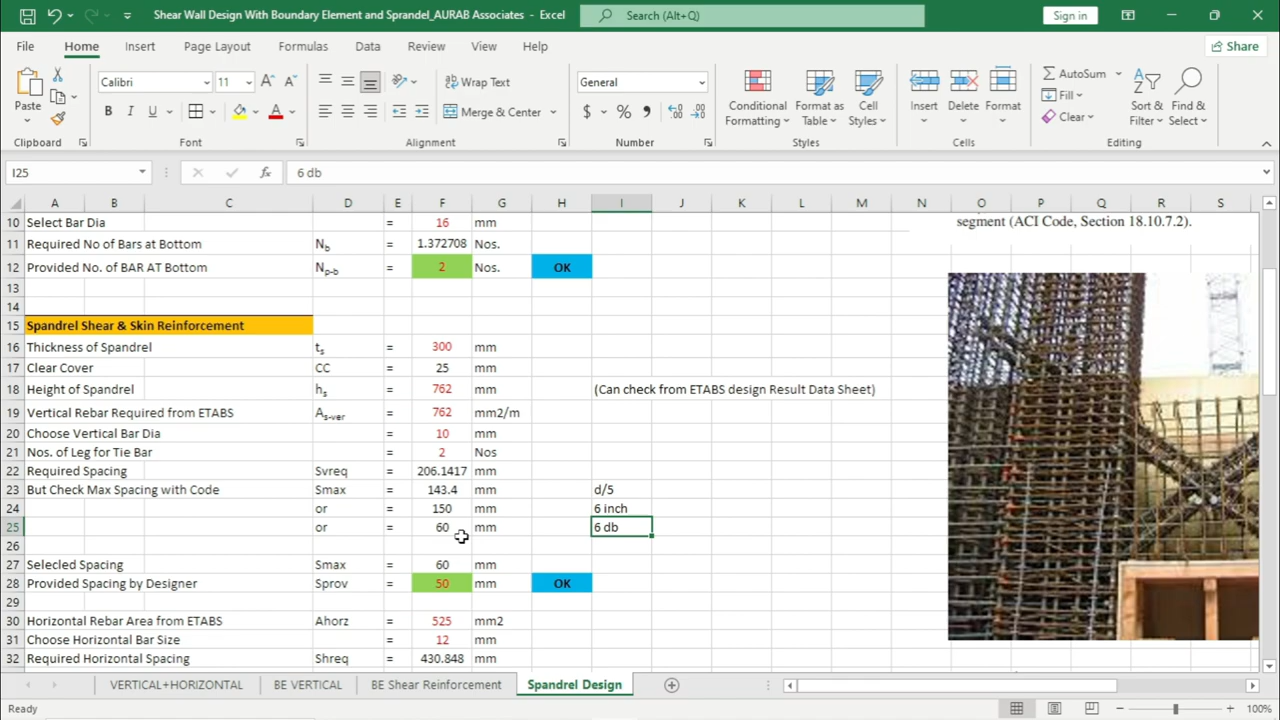 Shear Wall Design With Boundary Element and Sprandel_AURAB Associates - Excel
Search (Alt+Q)
Sign in
File Home Insert Page Layout Formulas Data Review View Help Share
Paste
Clipboard
Calibri 11
B I U
Font
Wrap Text
Merge & Center
Alignment
General
$ %
Number
Conditional Formatting
Format as Table
Cell Styles
Styles
Insert
Delete
Format
Cells
AutoSum
Fill
Clear
Sort & Filter
Find & Select
Editing
I25 fx 6 db
A B C D E F G H I J K L M N O P Q R S
10 Select Bar Dia = 16 mm
segment (ACI Code, Section 18.10.7.2).
11 Required No of Bars at Bottom Nb = 1.372708 Nos.
12 Provided No. of BAR AT Bottom Np-b = 2 Nos. OK
13
14
15 Spandrel Shear & Skin Reinforcement
16 Thickness of Spandrel ts = 300 mm
17 Clear Cover CC = 25 mm
18 Height of Spandrel hs = 762 mm (Can check from ETABS design Result Data Sheet)
19 Vertical Rebar Required from ETABS As-ver = 762 mm2/m
20 Choose Vertical Bar Dia = 10 mm
21 Nos. of Leg for Tie Bar = 2 Nos
22 Required Spacing Svreq = 206.1417 mm
23 But Check Max Spacing with Code Smax = 143.4 mm d/5
24 or = 150 mm 6 inch
25 or = 60 mm 6 db
26
27 Selected Spacing Smax = 60 mm
28 Provided Spacing by Designer Sprov = 50 mm OK
29
30 Horizontal Rebar Area from ETABS Ahorz = 525 mm2
31 Choose Horizontal Bar Size = 12 mm
32 Required Horizontal Spacing Shreq = 430.848 mm
VERTICAL+HORIZONTAL BE VERTICAL BE Shear Reinforcement Spandrel Design
Ready 100%